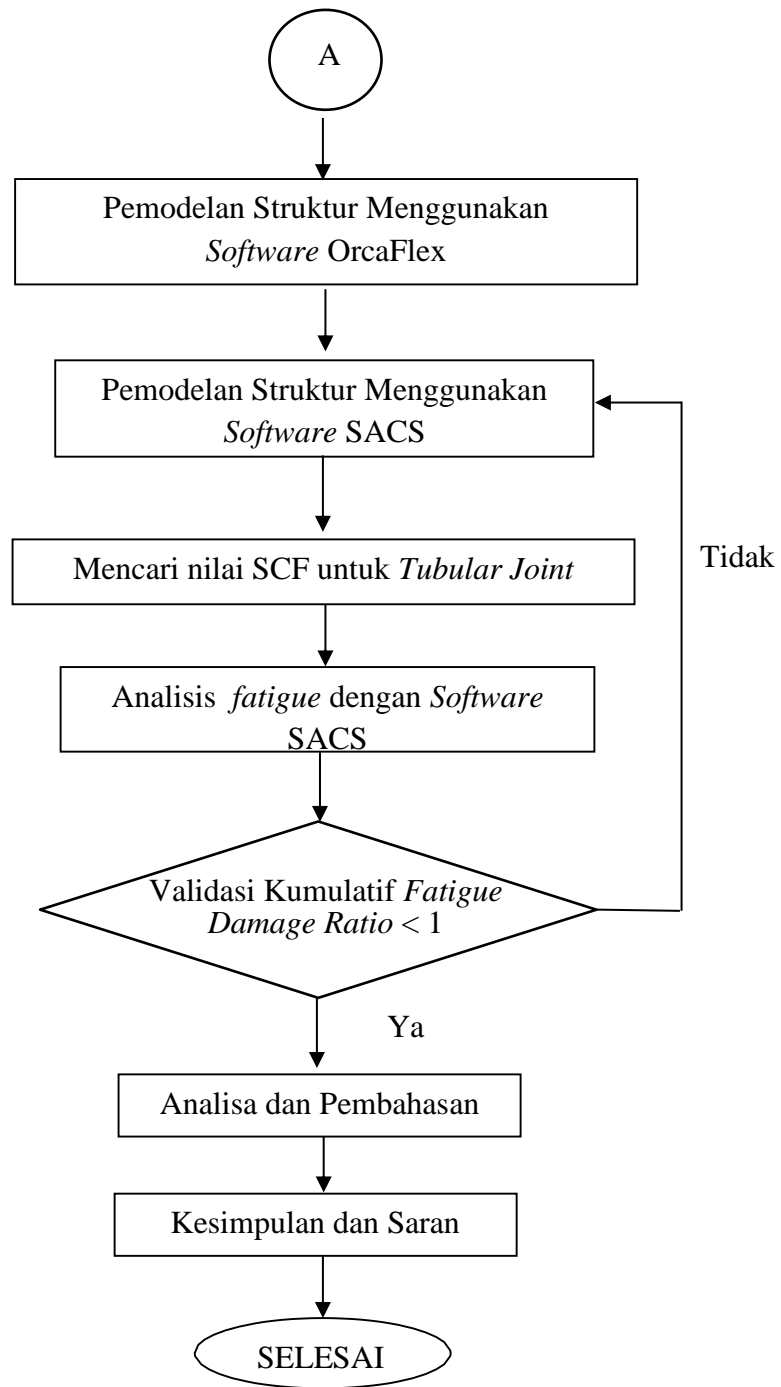 A
Pemodelan Struktur Menggunakan
Software OrcaFlex
Pemodelan Struktur Menggunakan
Software SACS
Tidak
Mencari nilai SCF untuk Tubular Joint
Analisis fatigue dengan Software
SACS
Validasi Kumulatif Fatigue
Damage Ratio < 1
Ya
Analisa dan Pembahasan
Kesimpulan dan Saran
SELESAI